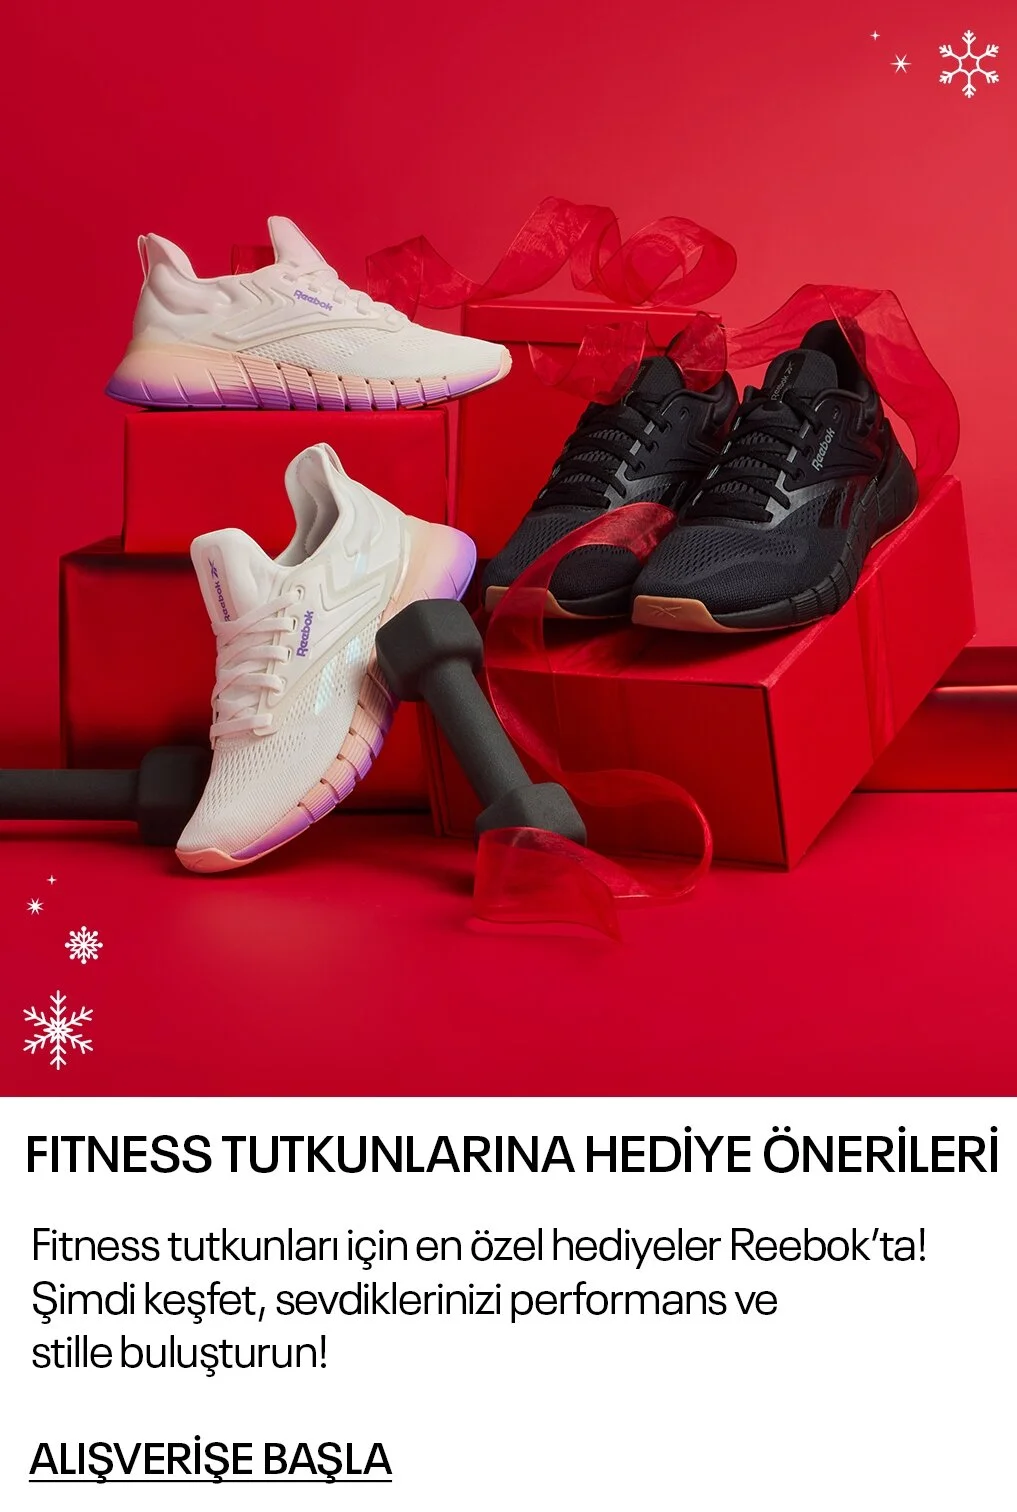 Reebok
Reebok
Reebok
Reebok
Reebok
FITNESS TUTKUNLARINA HEDİYE ÖNERİLERİ
Fitness tutkunları için en özel hediyeler Reebok’ta!
Şimdi keşfet, sevdiklerinizi performans ve
stille buluşturun!
ALIŞVERİŞE BAŞLA